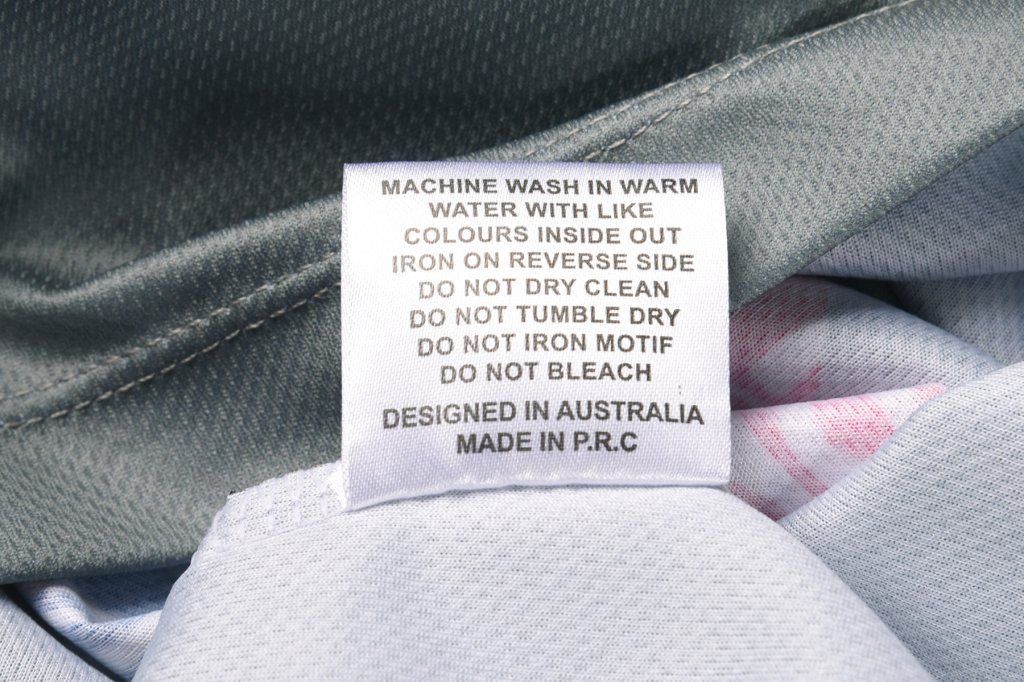 MACHINE WASH IN WARM
WATER WITH LIKE
COLOURS INSIDE OUT
IRON ON REVERSE SIDE
DO NOT DRY CLEAN
DO NOT TUMBLE DRY
DO NOT IRON MOTIF
DO NOT BLEACH
DESIGNED IN AUSTRALIA
MADE IN P.R.C